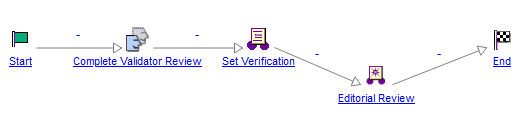 - - - -
Start Complete Validator Review Set Verification End
Editorial Review